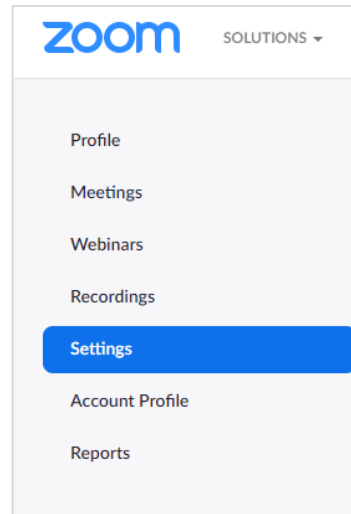 zoom SOLUTIONS
Profile
Meetings
Webinars
Recordings
Settings
Account Profile
Reports